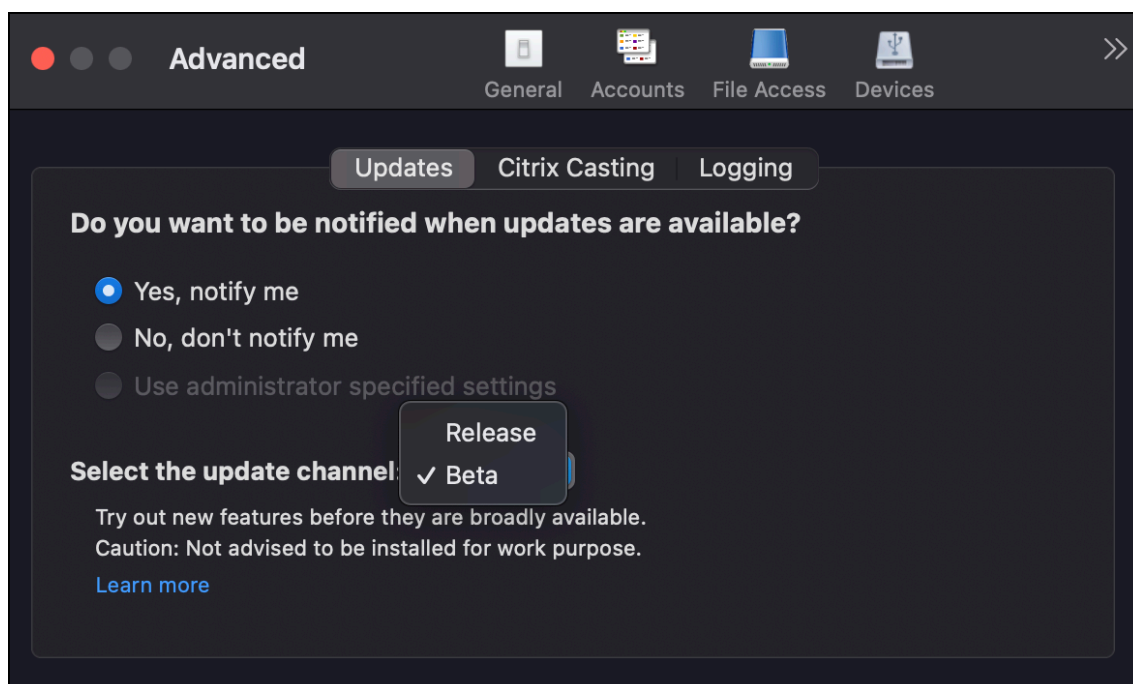 Advanced
General
Accounts
File Access
Devices
Updates
Citrix Casting
Logging
Do you want to be notified when updates are available?
Yes, notify me
No, don't notify me
Use administrator specified settings
Release
Select the update channel:
✓ Beta
Try out new features before they are broadly available.
Caution: Not advised to be installed for work purpose.
Learn more